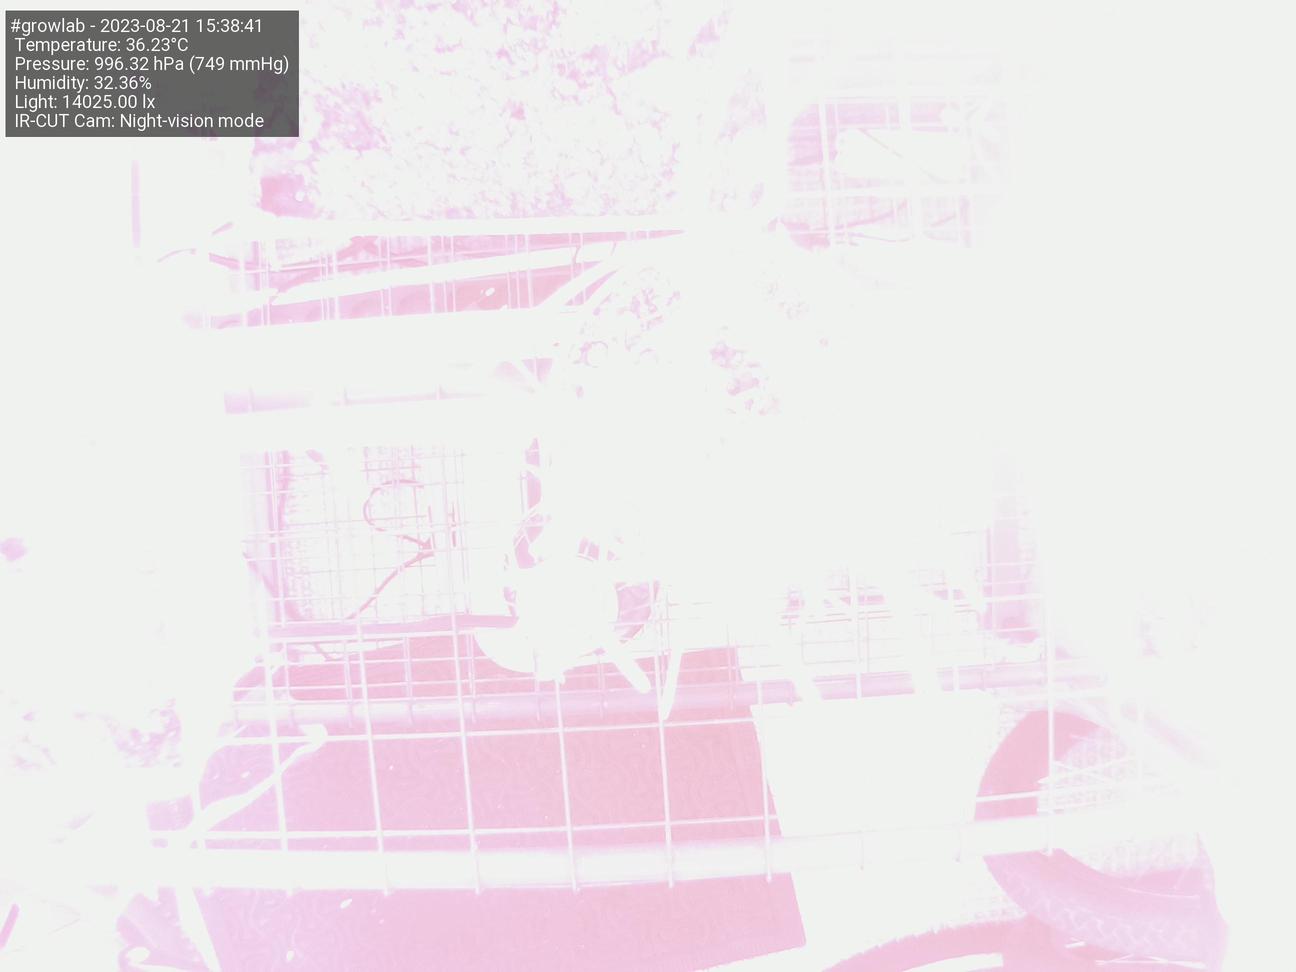 #growlab - 2023-08-21 15:38:41
Temperature: 36.23°C
Pressure: 996.32 hPa (749 mmHg)
Humidity: 32.36%
Light: 14025.00 lx
IR-CUT Cam: Night-vision mode